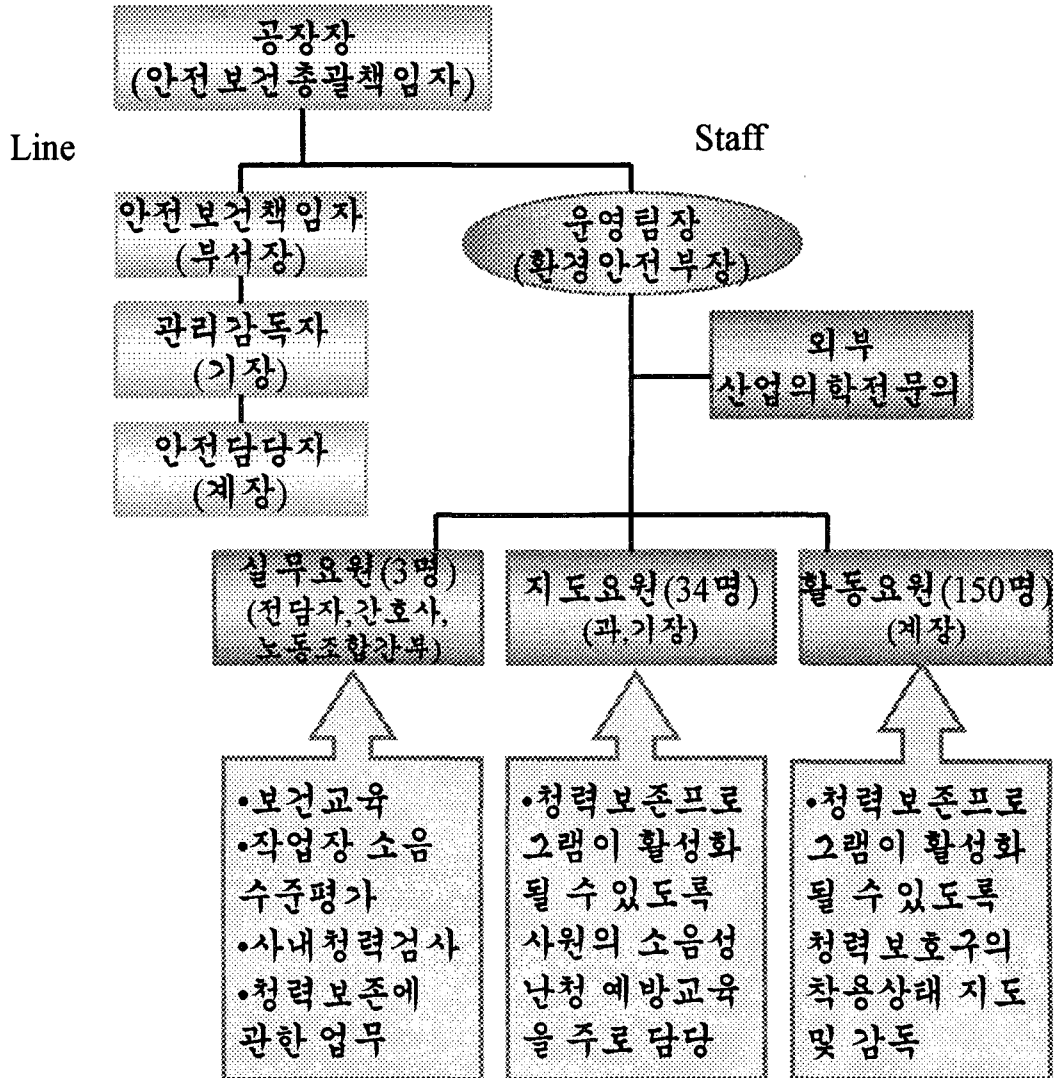 공장장
(안전보건총괄책임자)
Line
Staff
안전보건책임자
(부서장)
운영팀장
(환경안전부장)
관리감독자
(기장)
외부
산업의학전문의
안전담당자
(계장)
실무요원(3명)
(전담자,간호사,
노동조합간부)
지도요원(34명)
(과,기장)
활동요원(150명)
(계장)
•보건교육
•작업장 소음
수준평가
•사내청력검사
•청력보존에
관한 업무
•청력보존프로
그램이 활성화
될 수 있도록
사원의 소음성
난청 예방교육
을 주로 담당
•청력보존프로
그램이 활성화
될 수 있도록
청력보호구의
착용상태 지도
및 감독